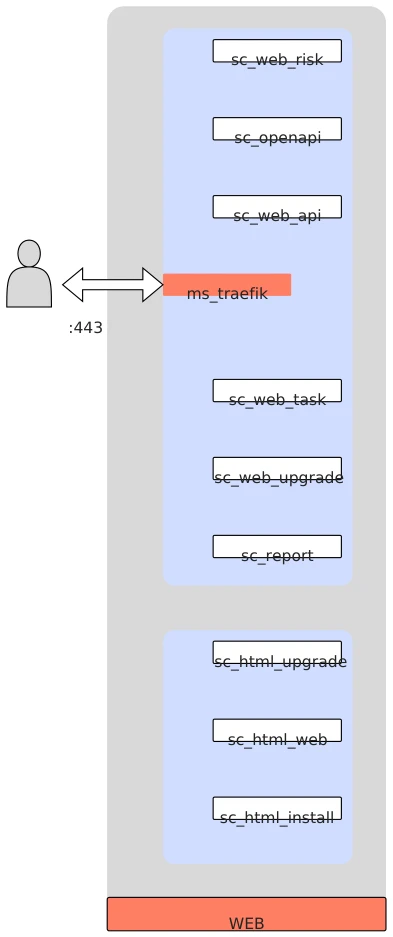 sc_web_risk
sc_openapi
sc_web_api
ms_traefik
:443
sc_web_task
sc_web_upgrade
sc_report
sc_html_upgrade
sc_html_web
sc_html_install
WEB